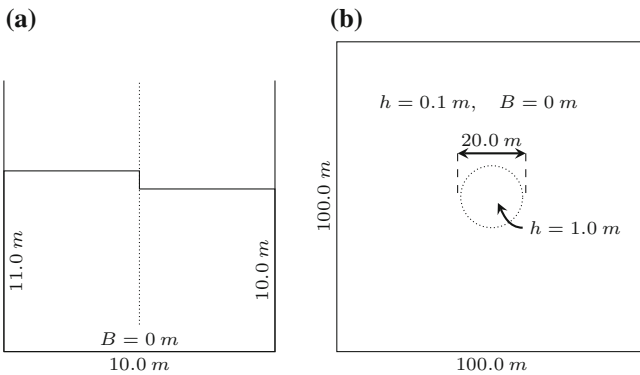 (a)
11.0 m
10.0 m
B = 0 m
10.0 m
(b)
h = 0.1 m, B = 0 m
20.0 m
h = 1.0 m
100.0 m
100.0 m